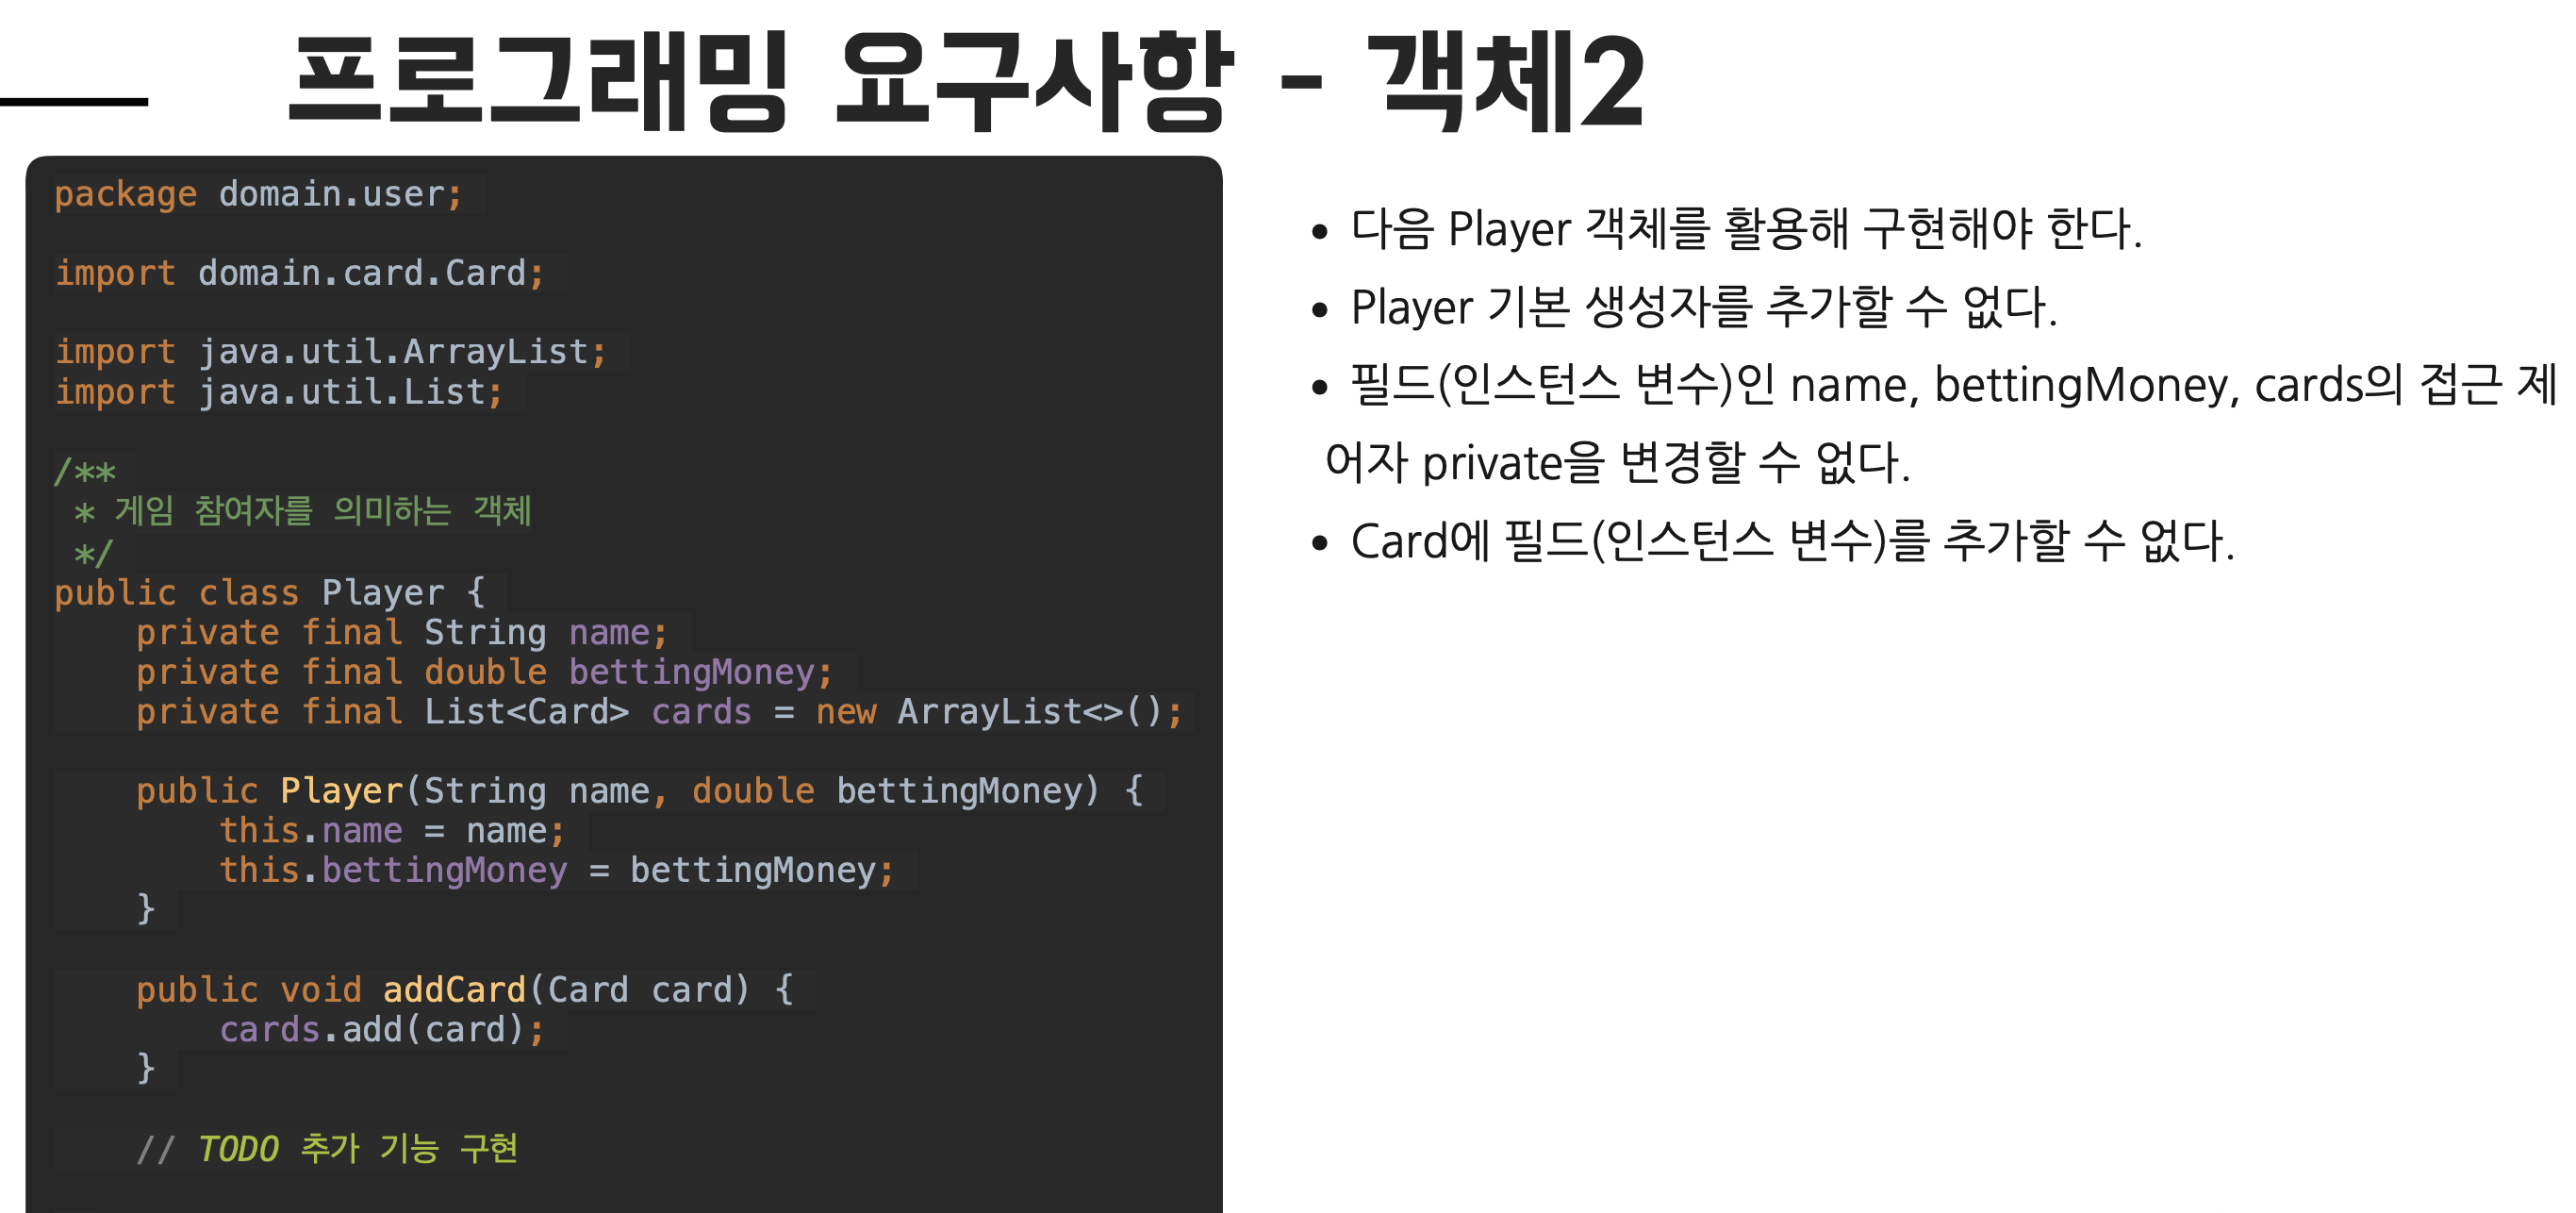 프로그래밍 요구사항 - 객체2
package domain.user;
import domain.card.Card;
import java.util.ArrayList;
import java.util.List;
/**
 * 게임 참여자를 의미하는 객체
 */
public class Player {
    private final String name;
    private final double bettingMoney;
    private final List<Card> cards = new ArrayList<>();
    public Player(String name, double bettingMoney) {
        this.name = name;
        this.bettingMoney = bettingMoney;
    }
    public void addCard(Card card) {
        cards.add(card);
    }
    // TODO 추가 기능 구현
• 다음 Player 객체를 활용해 구현해야 한다.
• Player 기본 생성자를 추가할 수 없다.
• 필드(인스턴스 변수)인 name, bettingMoney, cards의 접근 제
어자 private을 변경할 수 없다.
• Card에 필드(인스턴스 변수)를 추가할 수 없다.